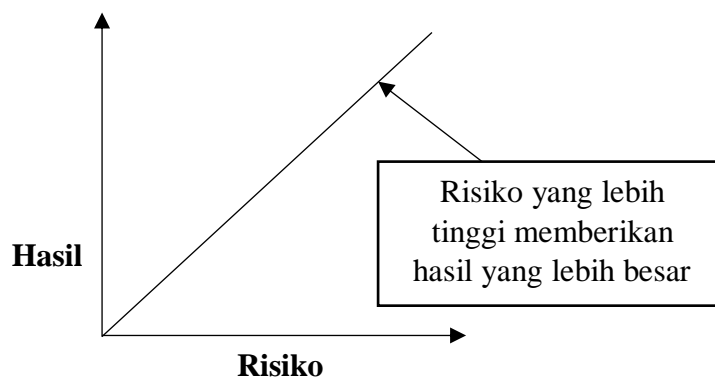 Risiko yang lebih
tinggi memberikan
hasil yang lebih besar
Hasil
Risiko